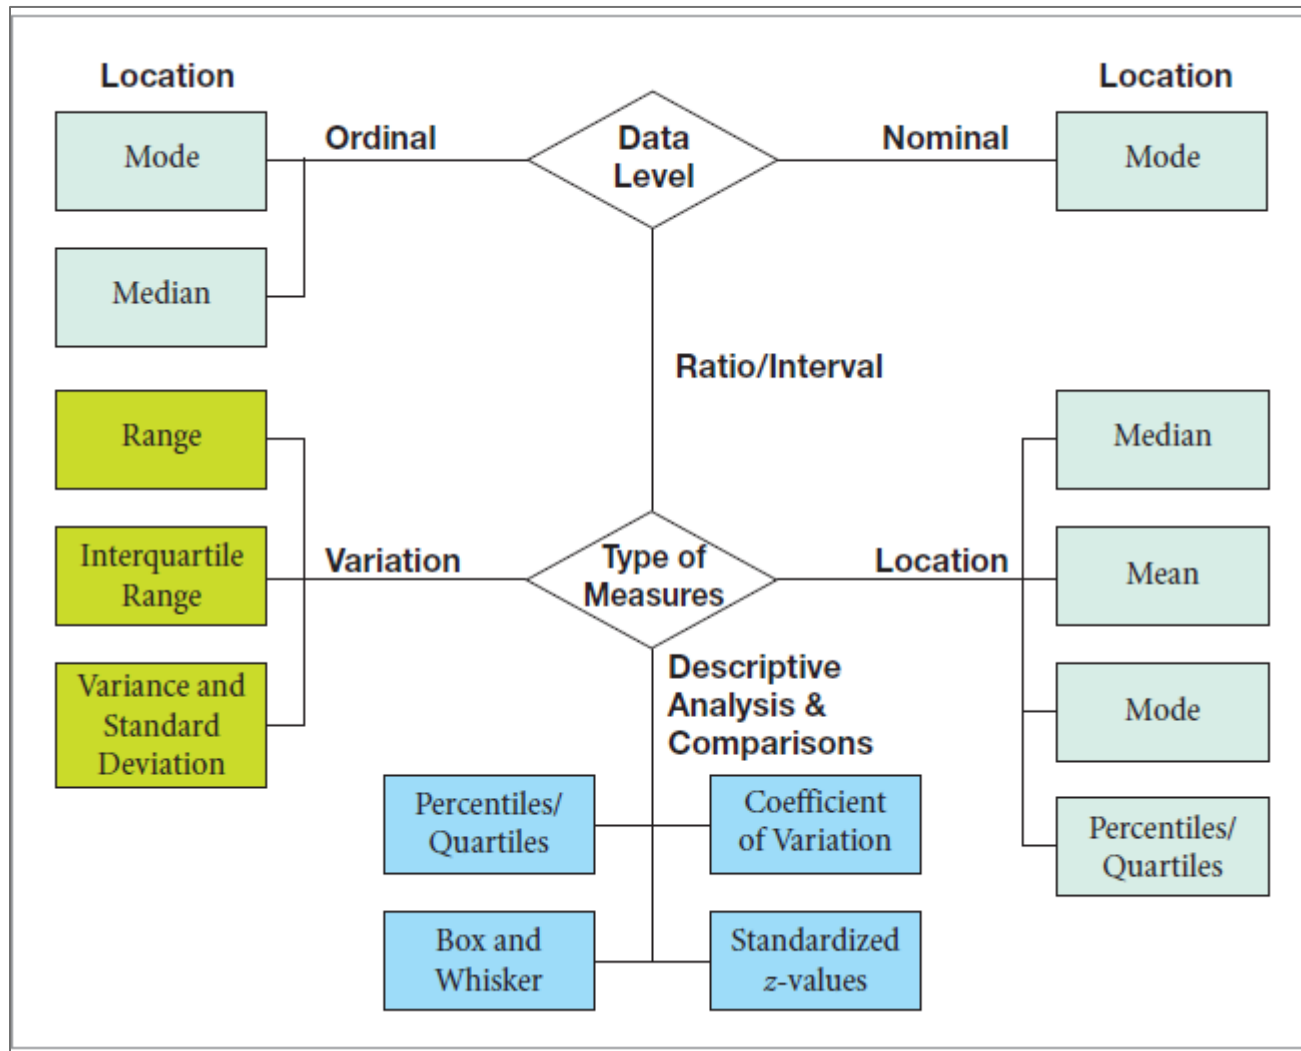 Location
Location
Mode
Ordinal
Data
Level
Nominal
Mode
Median
Ratio/Interval
Range
Median
Interquartile
Range
Variation
Type of
Measures
Location
Mean
Variance and
Standard
Deviation
Descriptive
Analysis &
Comparisons
Mode
Percentiles/
Quartiles
Coefficient
of Variation
Percentiles/
Quartiles
Box and
Whisker
Standardized
z-values